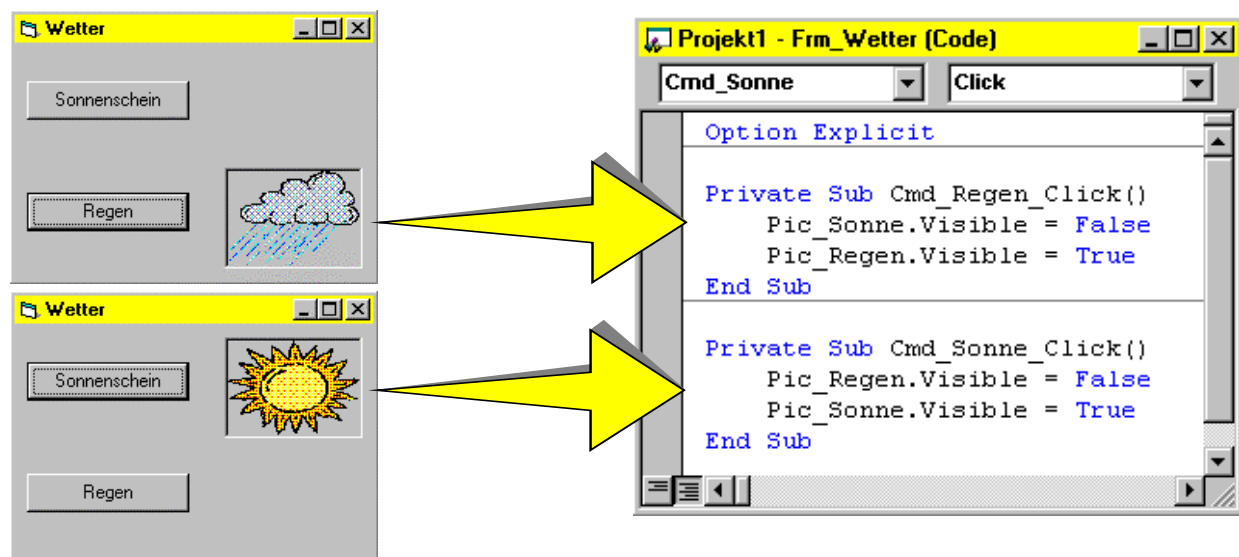 Wetter
Sonnenschein
Regen
Wetter
Sonnenschein
Regen
Projekt1 - Frm_Wetter (Code)
Cmd_Sonne Click
Option Explicit
Private Sub Cmd_Regen_Click()
Pic_Sonne.Visible = False
Pic_Regen.Visible = True
End Sub
Private Sub Cmd_Sonne_Click()
Pic_Regen.Visible = False
Pic_Sonne.Visible = True
End Sub